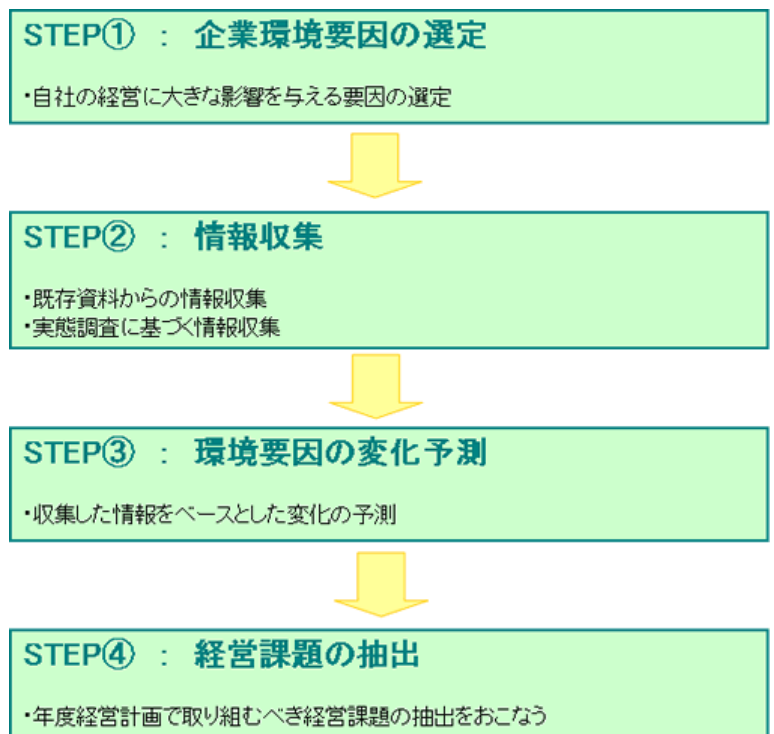 STEP① : 企業環境要因の選定
・自社の経営に大きな影響を与える要因の選定
STEP② : 情報収集
・既存資料からの情報収集
・実態調査に基づく情報収集
STEP③ : 環境要因の変化予測
・収集した情報をベースとした変化の予測
STEP④ : 経営課題の抽出
・年度経営計画で取り組むべき経営課題の抽出をおこなう